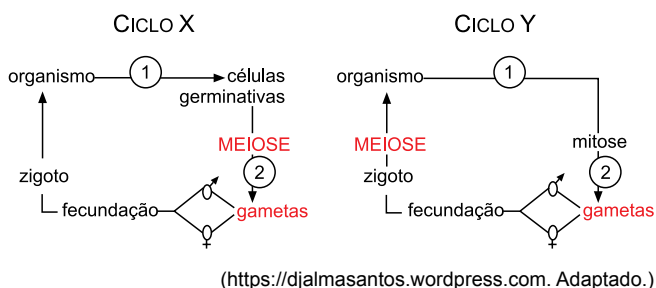 CICLO X
organismo 1 células germinativas
MEIOSE
2
zigoto
fecundação
gametas
CICLO Y
organismo 1
MEIOSE
mitose
2
zigoto
fecundação
gametas
(https://djalmasantos.wordpress.com. Adaptado.)